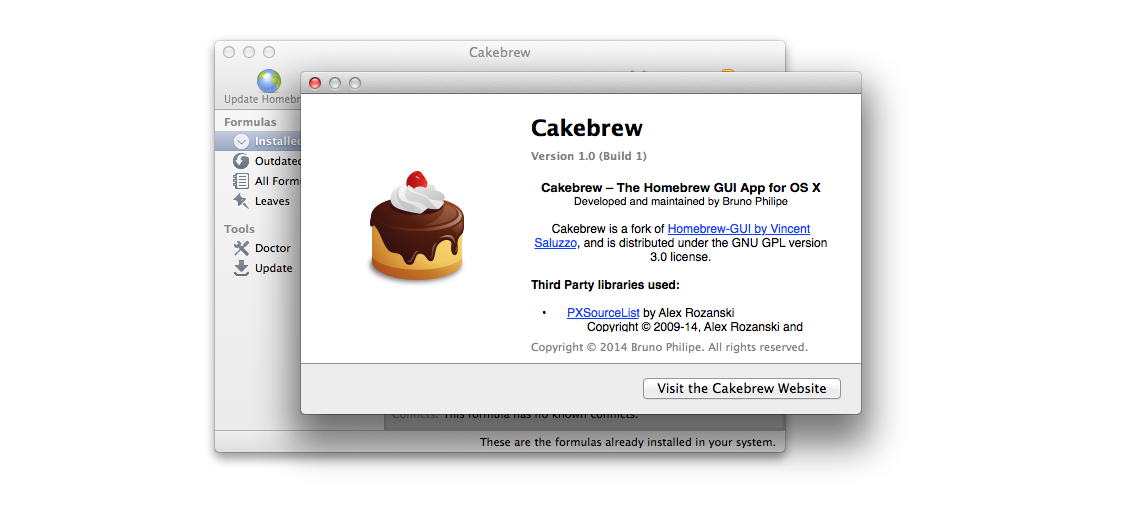 Cakebrew
Update Homebr
Formulas
Installed
Outdated
All Form
Leaves
Tools
Doctor
Update
Cakebrew
Version 1.0 (Build 1)
Cakebrew – The Homebrew GUI App for OS X
Developed and maintained by Bruno Philipe
Cakebrew is a fork of Homebrew-GUI by Vincent
Saluzzo, and is distributed under the GNU GPL version
3.0 license.
Third Party libraries used:
• PXSourceList by Alex Rozanski
Copyright © 2009-14, Alex Rozanski and
Copyright © 2014 Bruno Philipe. All rights reserved.
Visit the Cakebrew Website
Conflicts: This formula has no known conflicts.
These are the formulas already installed in your system.